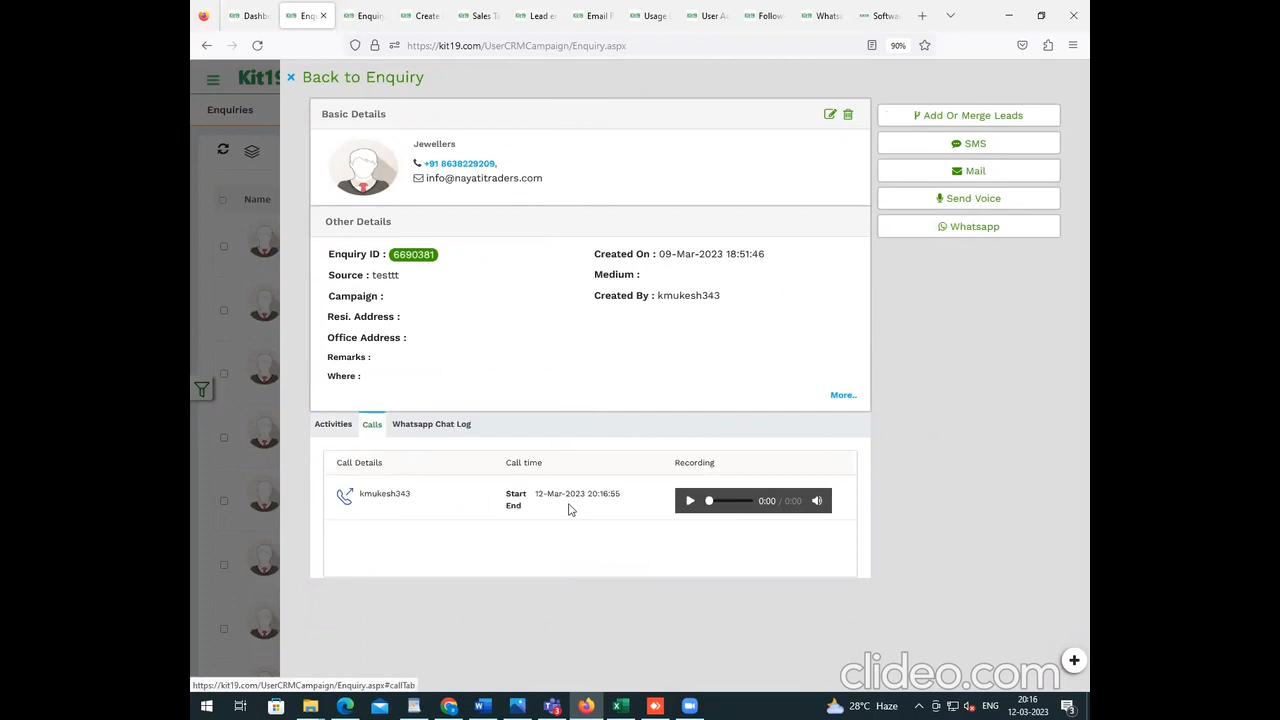 Dashb
Enqu
Enquiry
Create
Sales Ta
Lead en
Email P
Usage
User Ac
Follow
Whats
Softwa
https://kit19.com/UserCRMCampaign/Enquiry.aspx
90%
Kit19
Back to Enquiry
Enquiries
Name
Basic Details
Jewellers
+91 8638229209,
info@nayatitraders.com
Add Or Merge Leads
SMS
Mail
Send Voice
Whatsapp
Other Details
Enquiry ID : 6690381
Created On : 09-Mar-2023 18:51:46
Source : testtt
Medium :
Campaign :
Created By : kmukesh343
Resi. Address :
Office Address :
Remarks :
Where :
More..
Activities
Calls
Whatsapp Chat Log
Call Details
Call time
Recording
kmukesh343
Start 12-Mar-2023 20:16:55
End
0:00 / 0:00
clideo.com
https://kit19.com/UserCRMCampaign/Enquiry.aspx#callTab
28°C Haze
ENG
20:16
12-03-2023
3